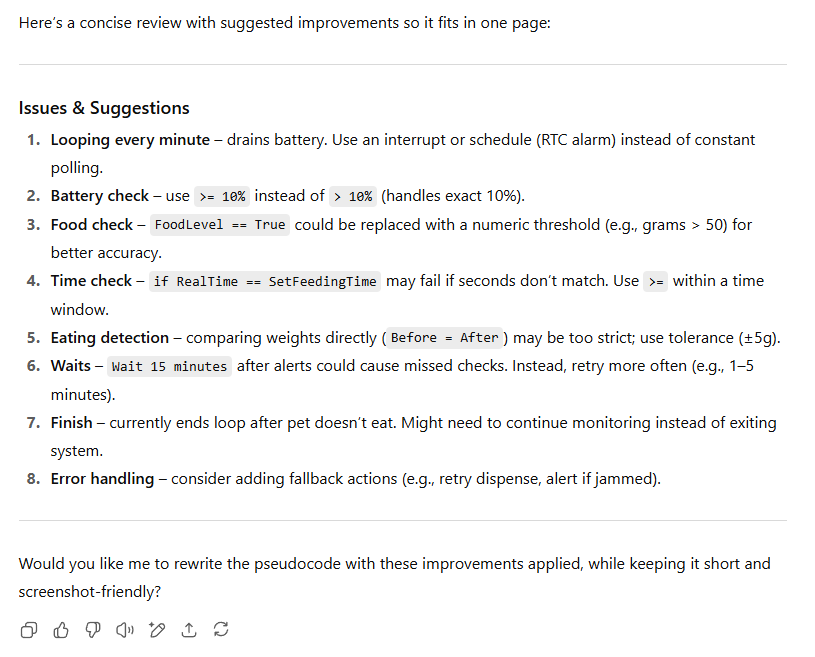 Here's a concise review with suggested improvements so it fits in one page:
Issues & Suggestions
1. Looping every minute – drains battery. Use an interrupt or schedule (RTC alarm) instead of constant
polling.
2. Battery check – use >= 10% instead of > 10% (handles exact 10%).
3. Food check – FoodLevel == True could be replaced with a numeric threshold (e.g., grams > 50) for
better accuracy.
4. Time check – if RealTime == SetFeedingTime may fail if seconds don't match. Use >= within a time
window.
5. Eating detection – comparing weights directly (Before = After) may be too strict; use tolerance (±5g).
6. Waits – Wait 15 minutes after alerts could cause missed checks. Instead, retry more often (e.g., 1–5
minutes).
7. Finish – currently ends loop after pet doesn't eat. Might need to continue monitoring instead of exiting
system.
8. Error handling – consider adding fallback actions (e.g., retry dispense, alert if jammed).
Would you like me to rewrite the pseudocode with these improvements applied, while keeping it short and
screenshot-friendly?